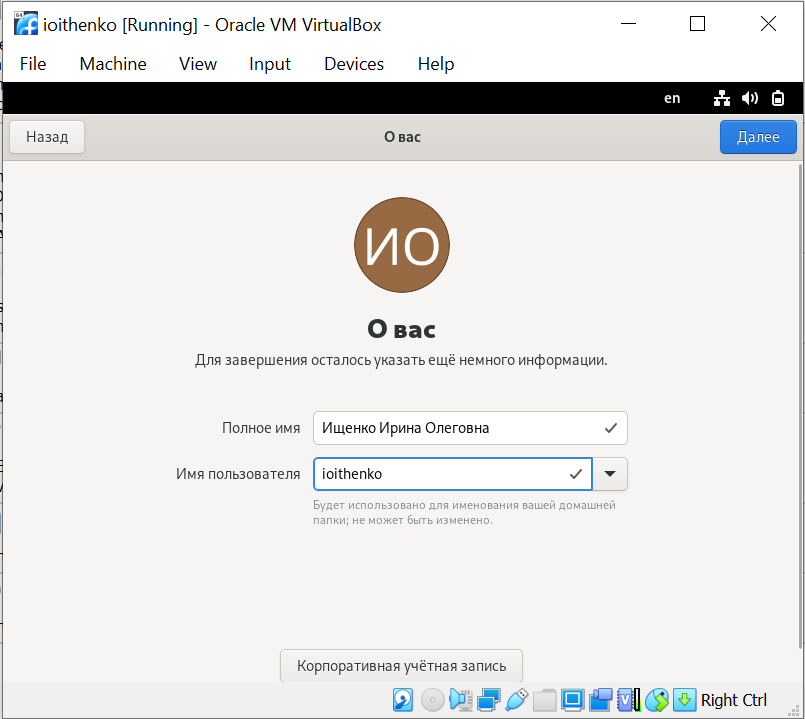 ioithenko [Running] - Oracle VM VirtualBox
File Machine View Input Devices Help
en
Назад О вас Далее
ИО
О вас
Для завершения осталось указать ещё немного информации.
Полное имя Ищенко Ирина Олеговна
Имя пользователя ioithenko
Будет использовано для именования вашей домашней
папки; не может быть изменено.
Корпоративная учётная запись
Right Ctrl